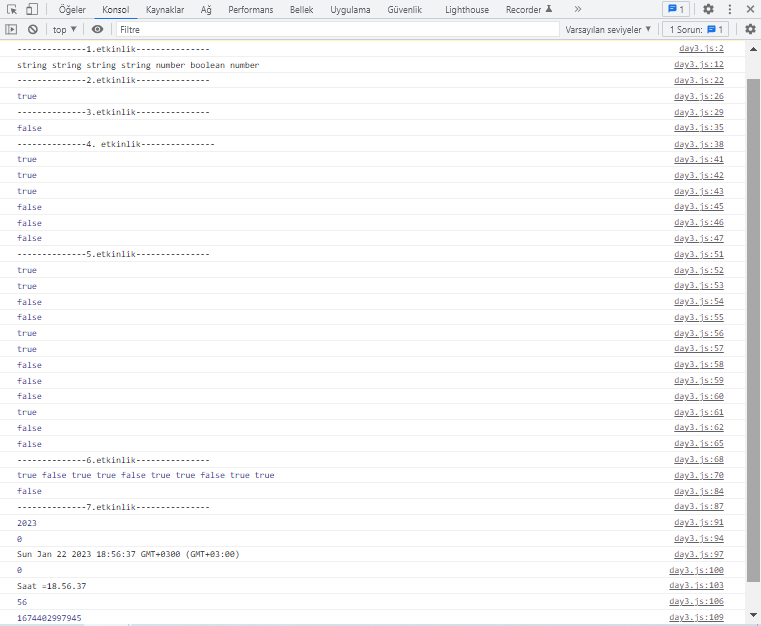 Öğeler Konsol Kaynaklar Ağ Performans Bellek Uygulama Güvenlik Lighthouse Recorder » 1
top ▼ Filtre Varsayılan seviyeler ▼ 1 Sorun: 1
--------------1.etkinlik--------------- day3.js:2
string string string string number boolean number day3.js:12
--------------2.etkinlik--------------- day3.js:22
true day3.js:26
--------------3.etkinlik--------------- day3.js:29
false day3.js:35
--------------4. etkinlik--------------- day3.js:38
true day3.js:41
true day3.js:42
true day3.js:43
false day3.js:45
false day3.js:46
false day3.js:47
--------------5.etkinlik--------------- day3.js:51
true day3.js:52
true day3.js:53
false day3.js:54
false day3.js:55
true day3.js:56
true day3.js:57
false day3.js:58
false day3.js:59
false day3.js:60
true day3.js:61
false day3.js:62
false day3.js:65
--------------6.etkinlik--------------- day3.js:68
true false true true false true true false true true day3.js:70
false day3.js:84
--------------7.etkinlik--------------- day3.js:87
2023 day3.js:91
0 day3.js:94
Sun Jan 22 2023 18:56:37 GMT+0300 (GMT+03:00) day3.js:97
0 day3.js:100
Saat =18.56.37 day3.js:103
56 day3.js:106
1674402997945 day3.js:109